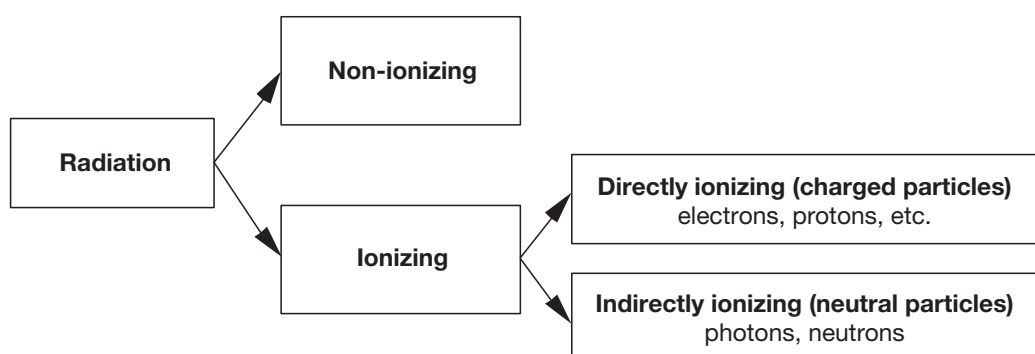 Non-ionizing
Radiation
Ionizing
Directly ionizing (charged particles)
electrons, protons, etc.
Indirectly ionizing (neutral particles)
photons, neutrons